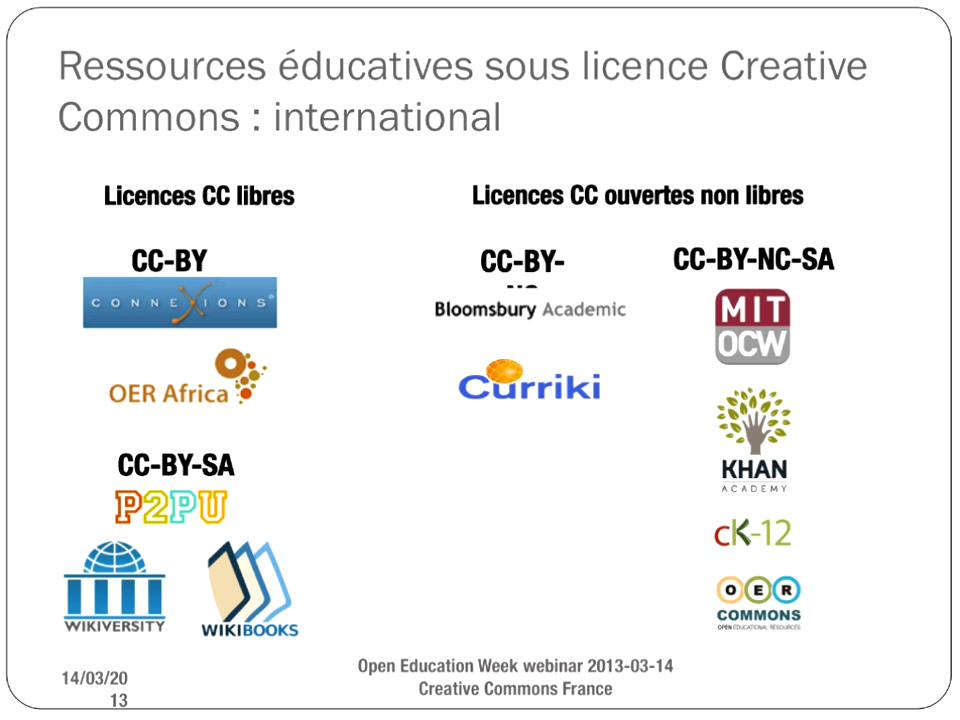 Ressources éducatives sous licence Creative
Commons : international
Licences CC libres
CC-BY
CONNEXIONS®
OER Africa
CC-BY-SA
P2PU
WIKIVERSITY
WIKIBOOKS
Licences CC ouvertes non libres
CC-BY-
Bloomsbury Academic
Curriki
CC-BY-NC-SA
MIT
OCW
KHAN
ACADEMY
cK-12
OER
COMMONS
OPEN EDUCATIONAL RESOURCES
14/03/20
13
Open Education Week webinar 2013-03-14
Creative Commons France